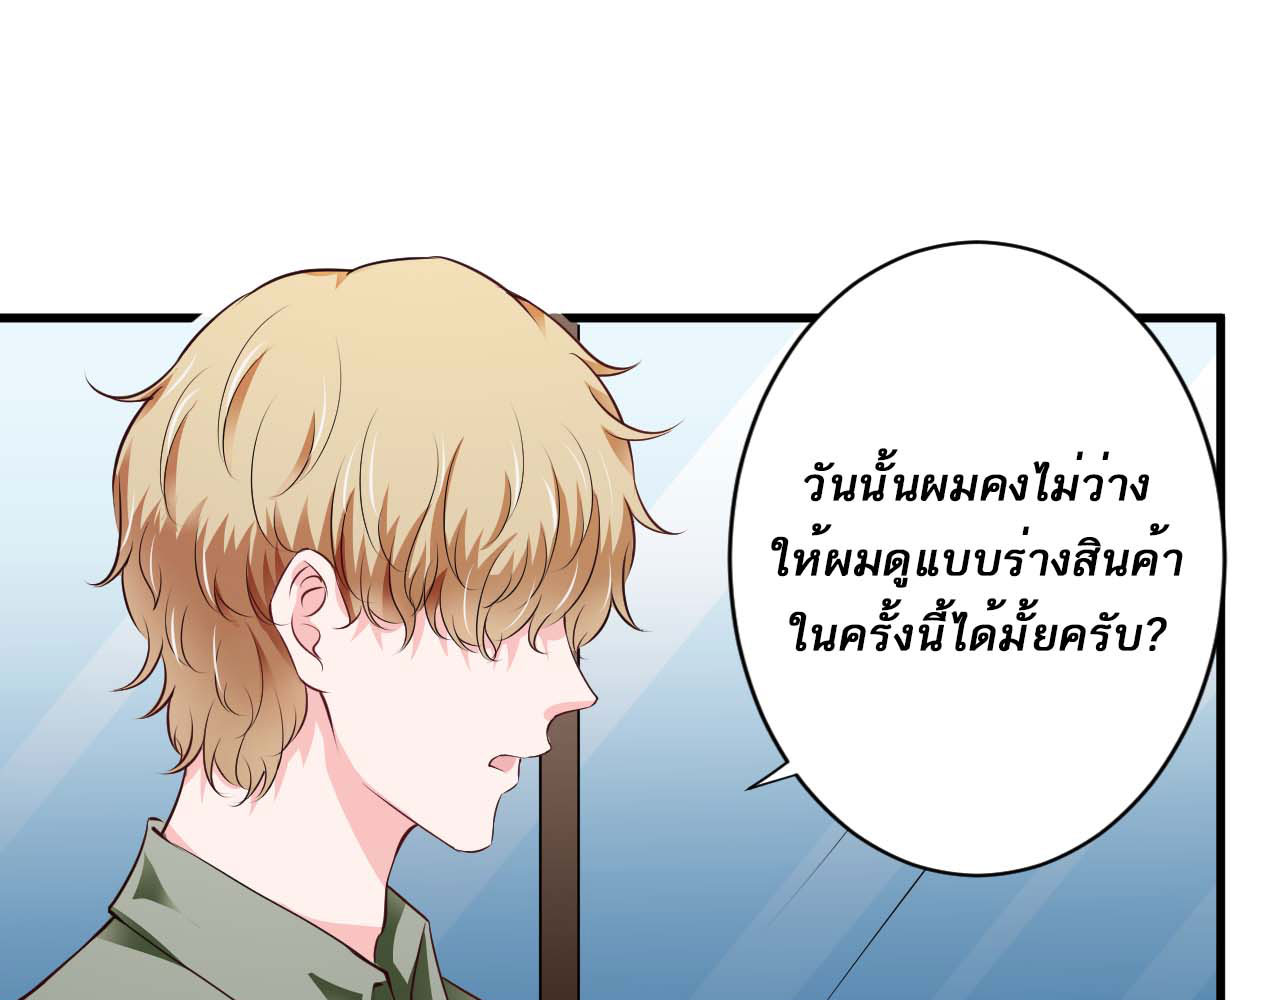 วันนั้นผมคงไม่ว่าง
ให้ผมดูแบบร่างสินค้า
ในครั้งนี้ได้มั้ยครับ?